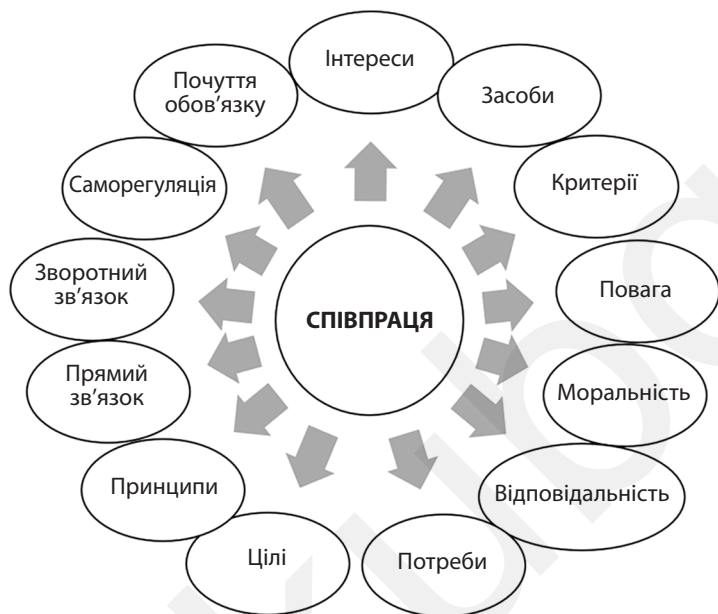 Інтереси
Засоби
Критерії
Повага
Моральність
Відповідальність
Потреби
Цілі
Принципи
Прямий
зв’язок
Зворотний
зв’язок
Саморегуляція
Почуття
обов’язку
СПІВПРАЦЯ